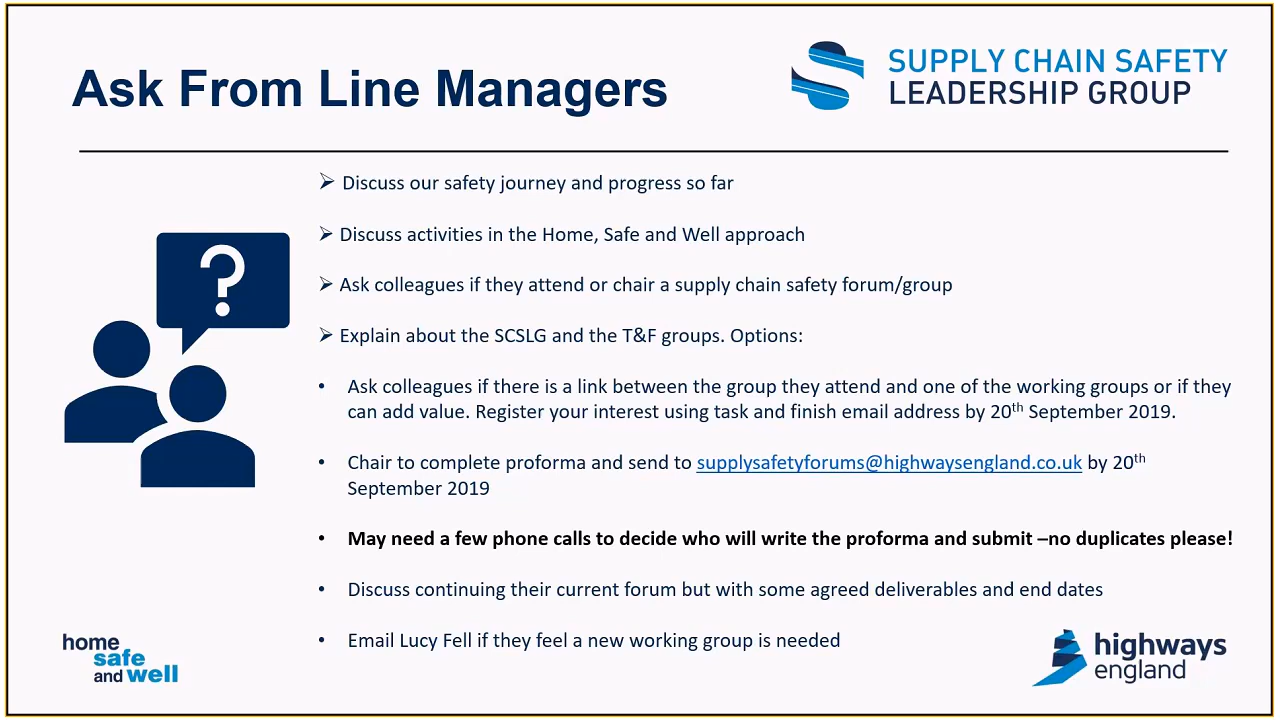 Ask From Line Managers
SUPPLY CHAIN SAFETY
LEADERSHIP GROUP
➢ Discuss our safety journey and progress so far
➢ Discuss activities in the Home, Safe and Well approach
?
➢ Ask colleagues if they attend or chair a supply chain safety forum/group
➢ Explain about the SCSLG and the T&F groups. Options:
• Ask colleagues if there is a link between the group they attend and one of the working groups or if they
can add value. Register your interest using task and finish email address by 20th September 2019.
• Chair to complete proforma and send to supplysafetyforums@highwaysengland.co.uk by 20th
September 2019
• May need a few phone calls to decide who will write the proforma and submit –no duplicates please!
• Discuss continuing their current forum but with some agreed deliverables and end dates
• Email Lucy Fell if they feel a new working group is needed
home
safe
and well
highways
england